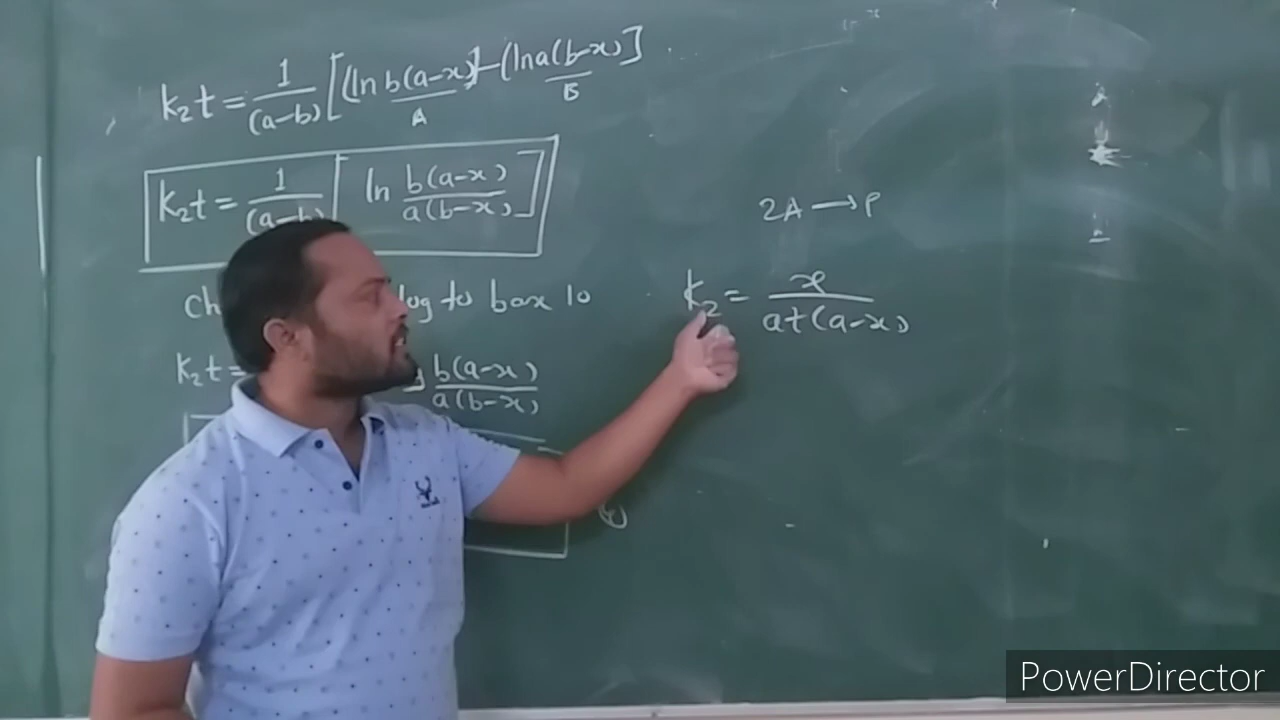 k₂t = 1/(a-b) [(ln b(a-x)] - (ln a(b-x)]
A B
k₂t = 1/(a-b) [ ln b(a-x)/a(b-x) ]
log to base 10
k₂t = b(a-x)/a(b-x)
2A → P
k₂ = x/at(a-x)
PowerDirector